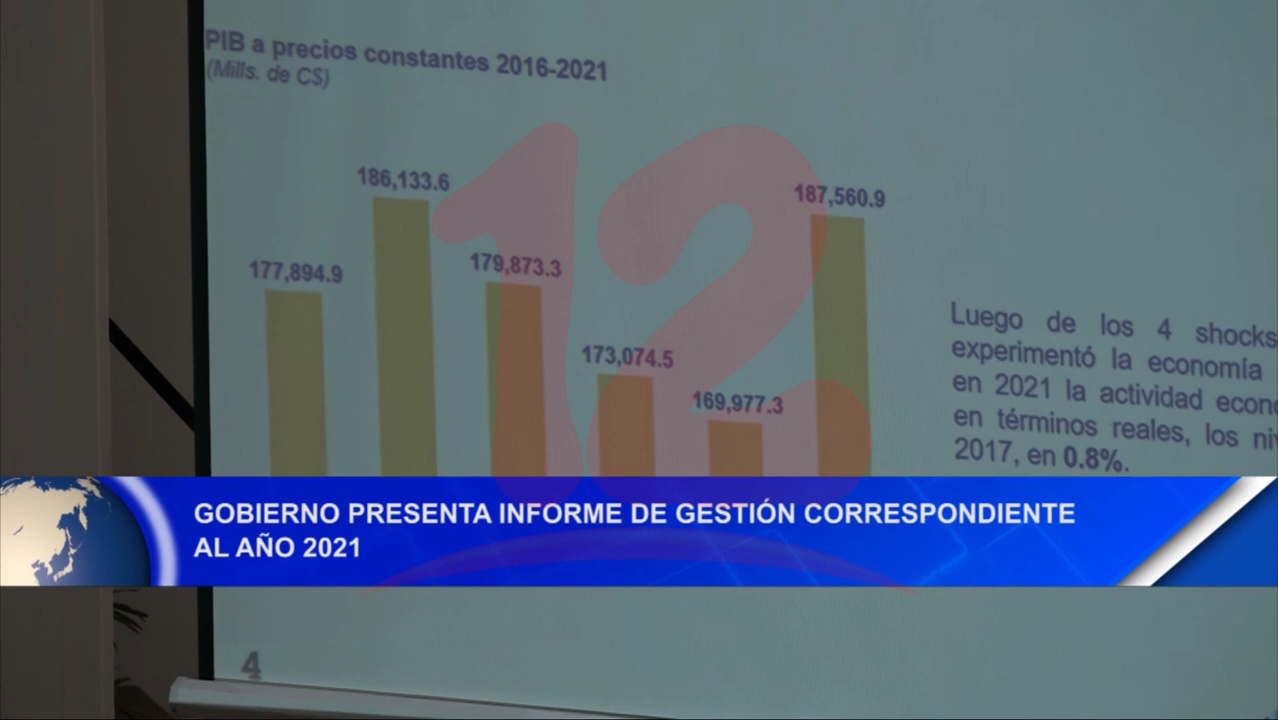 PIB a precios constantes 2016-2021
(Mills. de C$)
186,133.6
187,560.9
177,894.9
179,873.3
173,074.5
169,977.3
12
Luego de los 4 shocks
experimentó la economía
en 2021 la actividad
en términos reales, los
2017, en 0.8%.
GOBIERNO PRESENTA INFORME DE GESTIÓN CORRESPONDIENTE
AL AÑO 2021
4